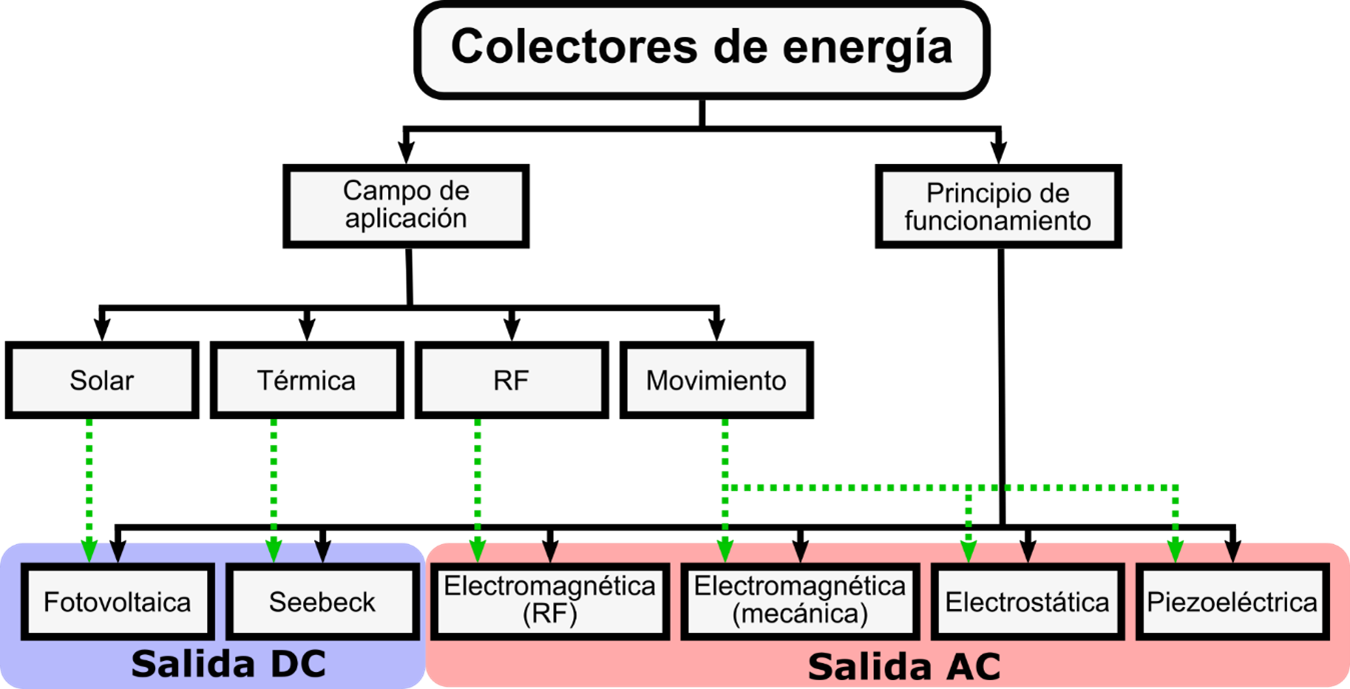 Colectores de energía
Campo de
aplicación
Principio de
funcionamiento
Solar
Térmica
RF
Movimiento
Fotovoltaica
Seebeck
Electromagnética
(RF)
Electromagnética
(mecánica)
Electrostática
Piezoeléctrica
Salida DC
Salida AC